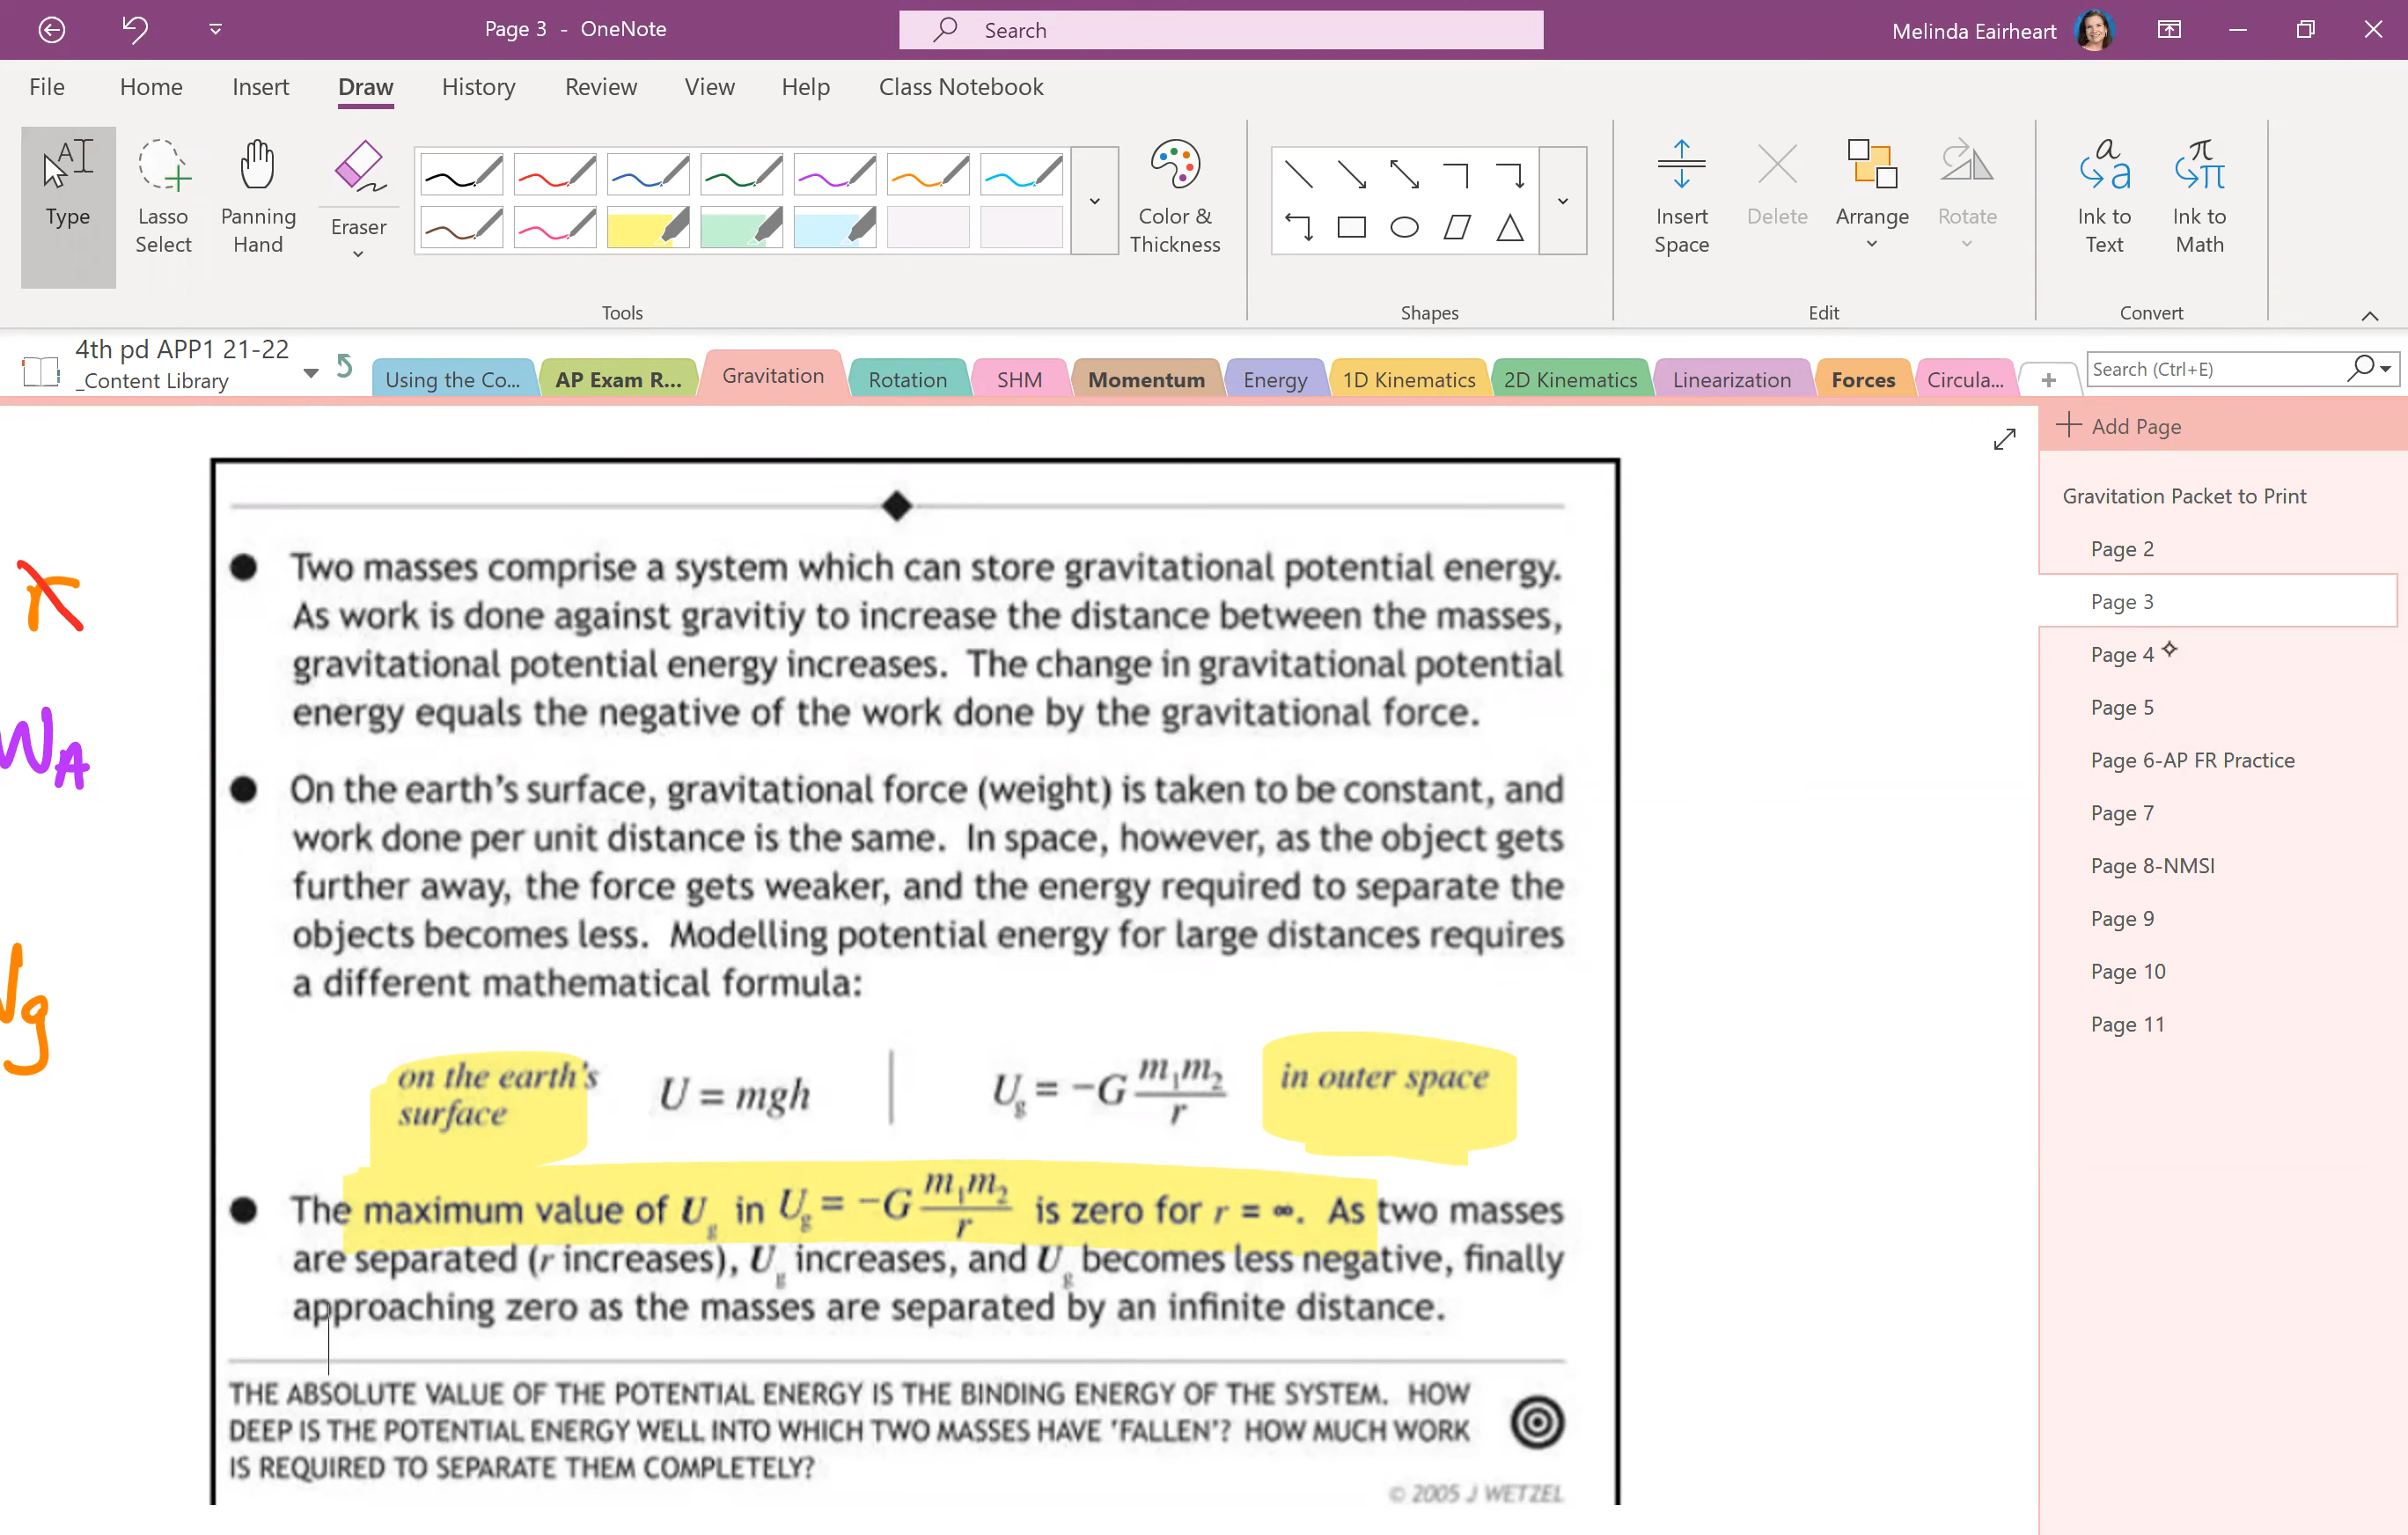 Page 3 - OneNote
Search
Melinda Eairheart
File Home Insert Draw History Review View Help Class Notebook
Type
Lasso Select
Panning Hand
Eraser
Color & Thickness
Insert Space
Delete
Arrange
Rotate
Ink to Text
Ink to Math
Tools Shapes Edit Convert
4th pd APP1 21-22
_Content Library
Using the Co... AP Exam R... Gravitation Rotation SHM Momentum Energy 1D Kinematics 2D Kinematics Linearization Forces Circula... +
Search (Ctrl+E)
Add Page
Gravitation Packet to Print
Page 2
Page 3
Page 4
Page 5
Page 6-AP FR Practice
Page 7
Page 8-NMSI
Page 9
Page 10
Page 11
r
WA
g
● Two masses comprise a system which can store gravitational potential energy.
As work is done against gravitiy to increase the distance between the masses,
gravitational potential energy increases. The change in gravitational potential
energy equals the negative of the work done by the gravitational force.
● On the earth's surface, gravitational force (weight) is taken to be constant, and
work done per unit distance is the same. In space, however, as the object gets
further away, the force gets weaker, and the energy required to separate the
objects becomes less. Modelling potential energy for large distances requires
a different mathematical formula:
on the earth's
surface
U = mgh | Ug = −G m₁m₂/r in outer space
● The maximum value of Ug in Ug = −G m₁m₂/r is zero for r = ∞. As two masses
are separated (r increases), Ug increases, and Ug becomes less negative, finally
approaching zero as the masses are separated by an infinite distance.
THE ABSOLUTE VALUE OF THE POTENTIAL ENERGY IS THE BINDING ENERGY OF THE SYSTEM. HOW
DEEP IS THE POTENTIAL ENERGY WELL INTO WHICH TWO MASSES HAVE 'FALLEN'? HOW MUCH WORK
IS REQUIRED TO SEPARATE THEM COMPLETELY?
© 2005 J WETZEL